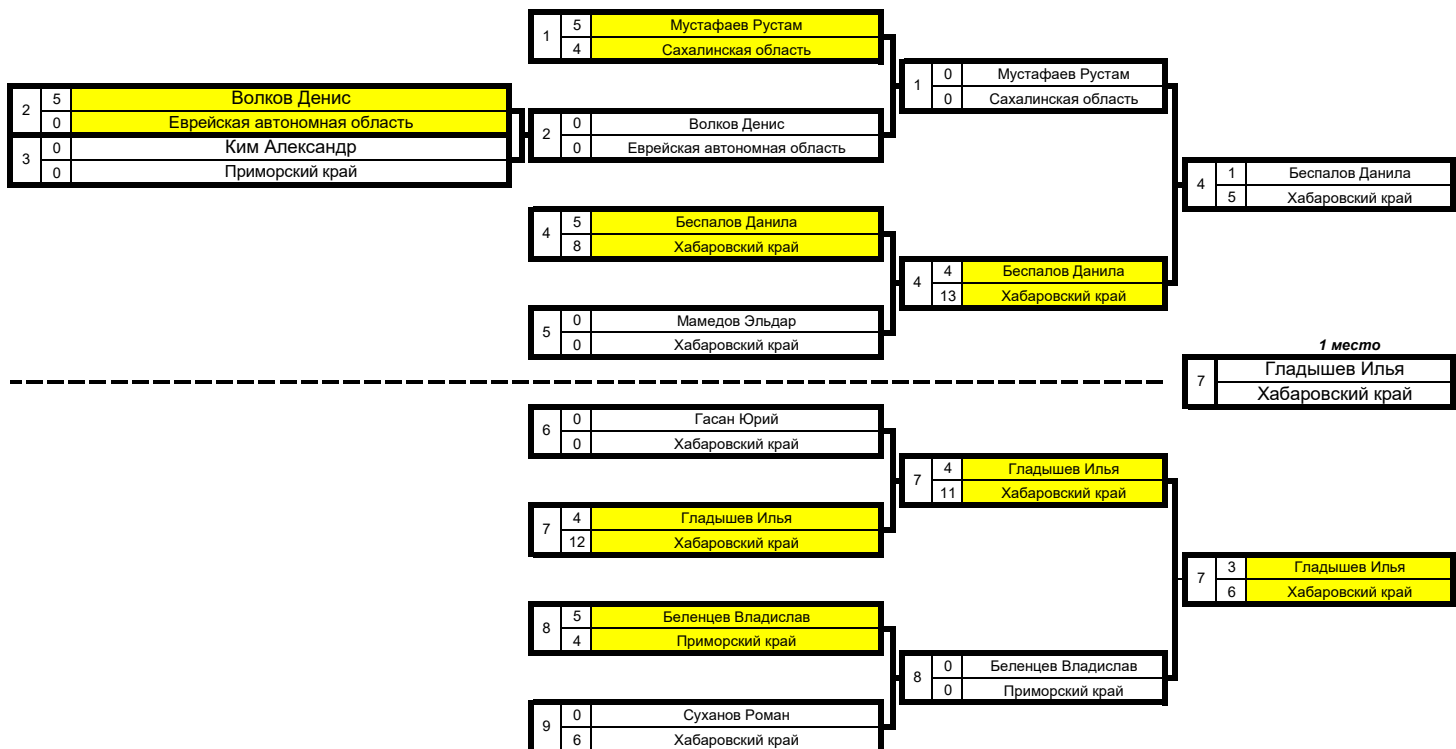 1 5 Мустафаев Рустам
4 Сахалинская область
1 0 Мустафаев Рустам
0 Сахалинская область
2 5 Волков Денис
0 Еврейская автономная область
3 0 Ким Александр
0 Приморский край
2 0 Волков Денис
0 Еврейская автономная область
4 1 Беспалов Данила
5 Хабаровский край
4 5 Беспалов Данила
8 Хабаровский край
4 4 Беспалов Данила
13 Хабаровский край
5 0 Мамедов Эльдар
0 Хабаровский край
1 место
7 Гладышев Илья
Хабаровский край
6 0 Гасан Юрий
0 Хабаровский край
7 4 Гладышев Илья
11 Хабаровский край
7 4 Гладышев Илья
12 Хабаровский край
7 3 Гладышев Илья
6 Хабаровский край
8 5 Беленцев Владислав
4 Приморский край
8 0 Беленцев Владислав
0 Приморский край
9 0 Суханов Роман
6 Хабаровский край